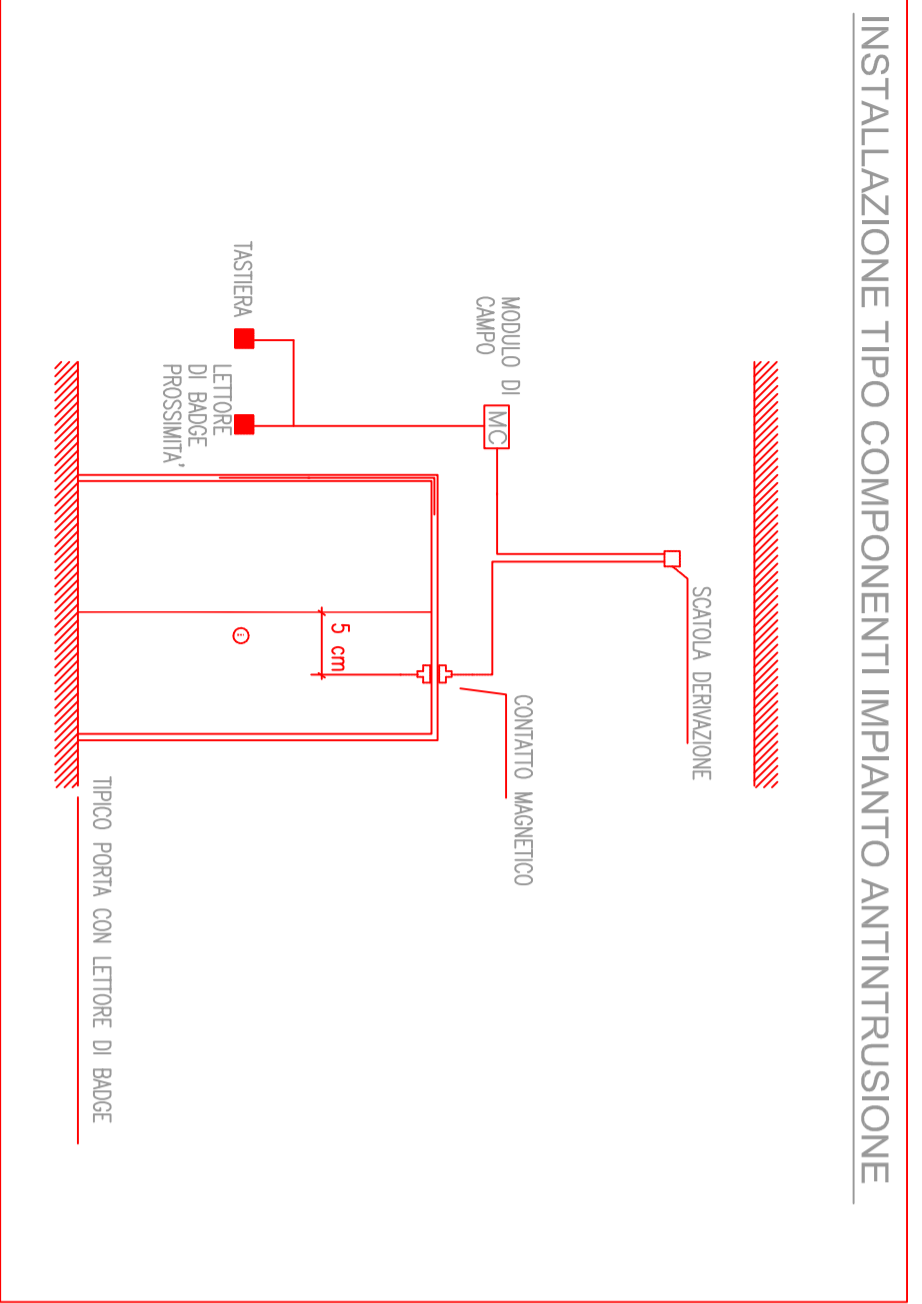 INSTALLAZIONE TIPO COMPONENTI IMPIANTO ANTINTRUSIONE
SCATOLA DERIVAZIONE
MODULO DI
CAMPO
MC
CONTATTO MAGNETICO
5 cm
TASTIERA
LETTORE
DI BADGE
PROSSIMITA'
TIPICO PORTA CON LETTORE DI BADGE